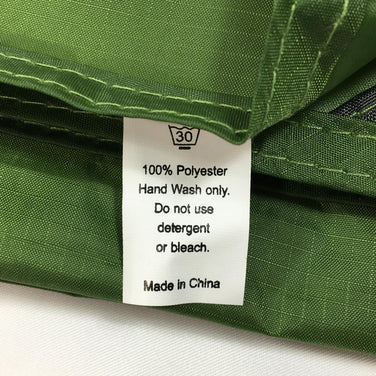 30
100% Polyester
Hand Wash only.
Do not use
detergent
or bleach.
Made in China